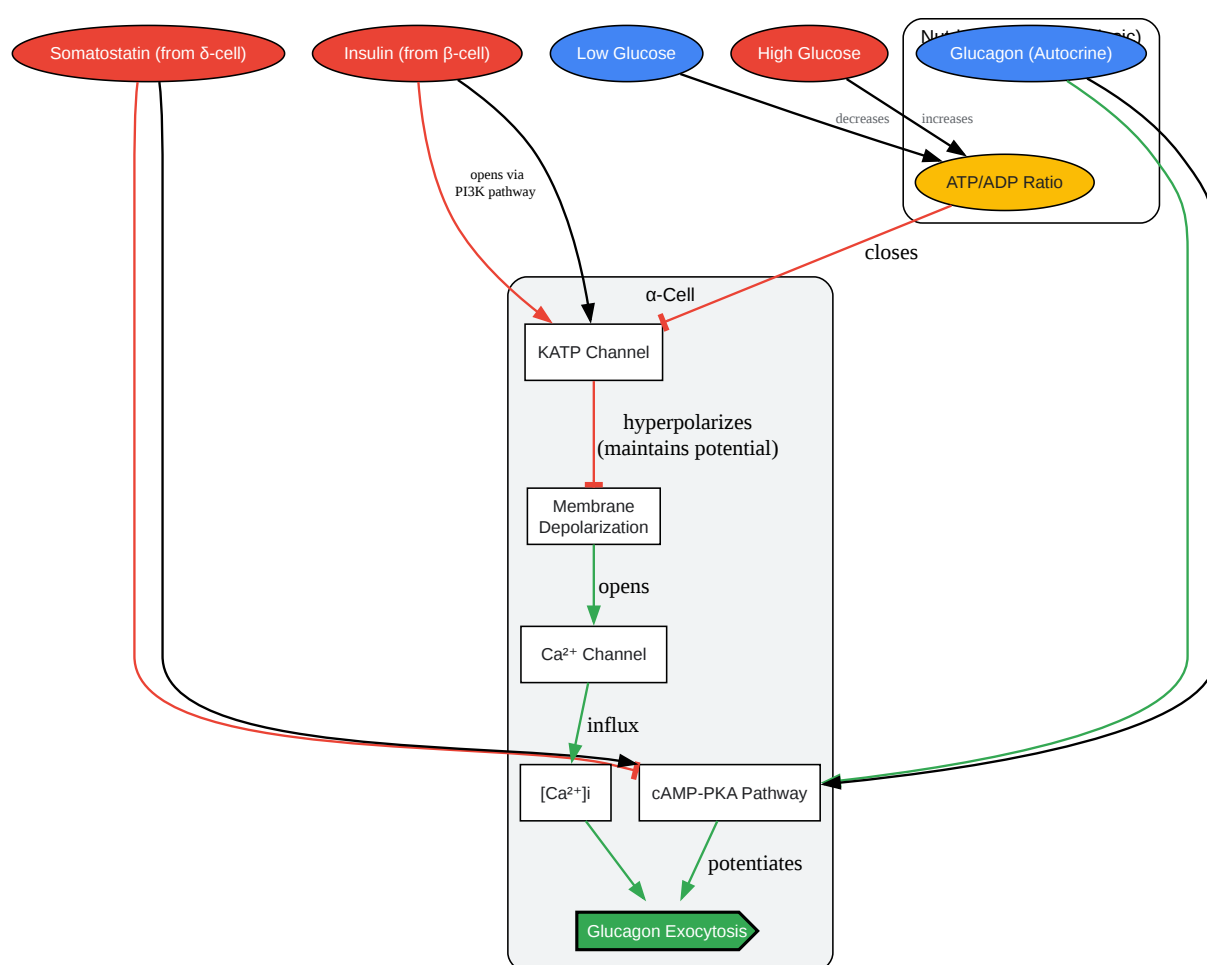 Somatostatin (from δ-cell)
Insulin (from β-cell)
Low Glucose
High Glucose
Glucagon (Autocrine)
decreases
increases
opens via
PI3K pathway
ATP/ADP Ratio
closes
α-Cell
KATP Channel
hyperpolarizes
(maintains potential)
Membrane
Depolarization
opens
Ca²⁺ Channel
influx
[Ca²⁺]i
cAMP-PKA Pathway
potentiates
Glucagon Exocytosis